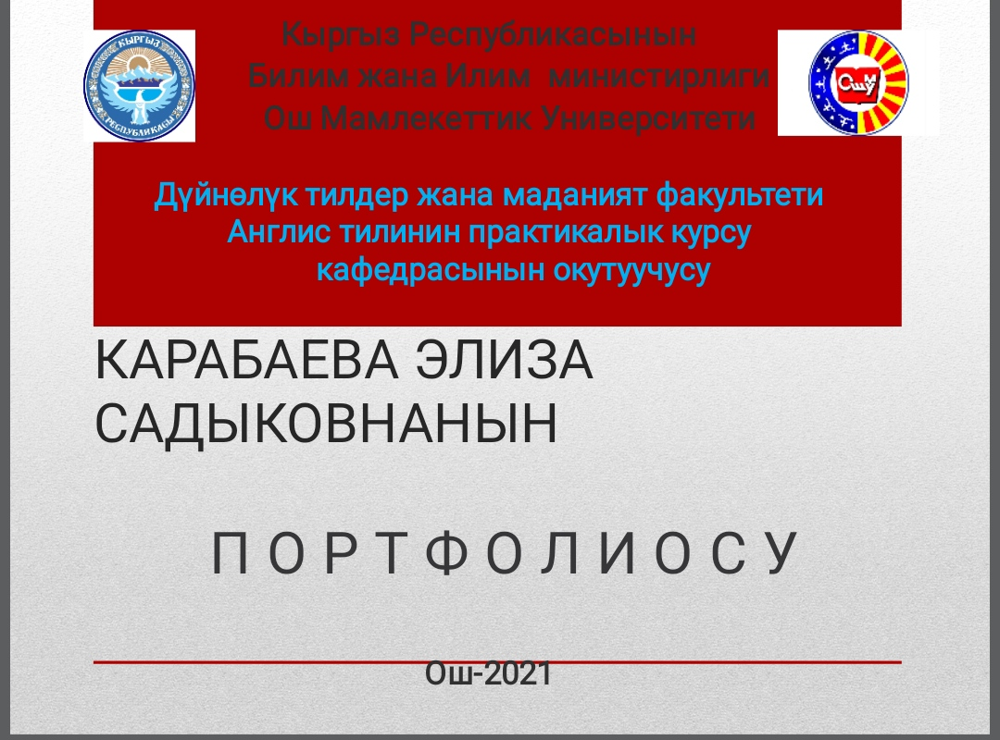 Кыргыз Республикасынын
Билим жана Илим министирлиги
Ош Мамлекеттик Университети
КЫРГЫЗ
РЕСПУБЛИКАСЫ
ОшМУ
Дүйнөлүк тилдер жана маданият факультети
Англис тилинин практикалык курсу
кафедрасынын окутуучусу
КАРАБАЕВА ЭЛИЗА
САДЫКОВНАНЫН
П О Р Т Ф О Л И О С У
Ош-2021